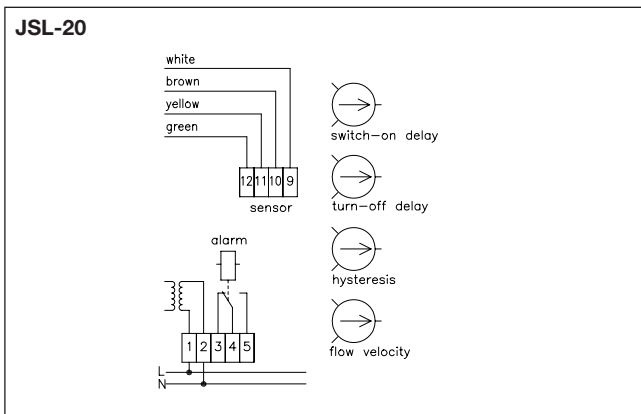 JSL-20
white
brown
yellow
green
12 11 10 9
sensor
switch-on delay
turn-off delay
alarm
hysteresis
1 2 3 4 5
flow velocity
L
N